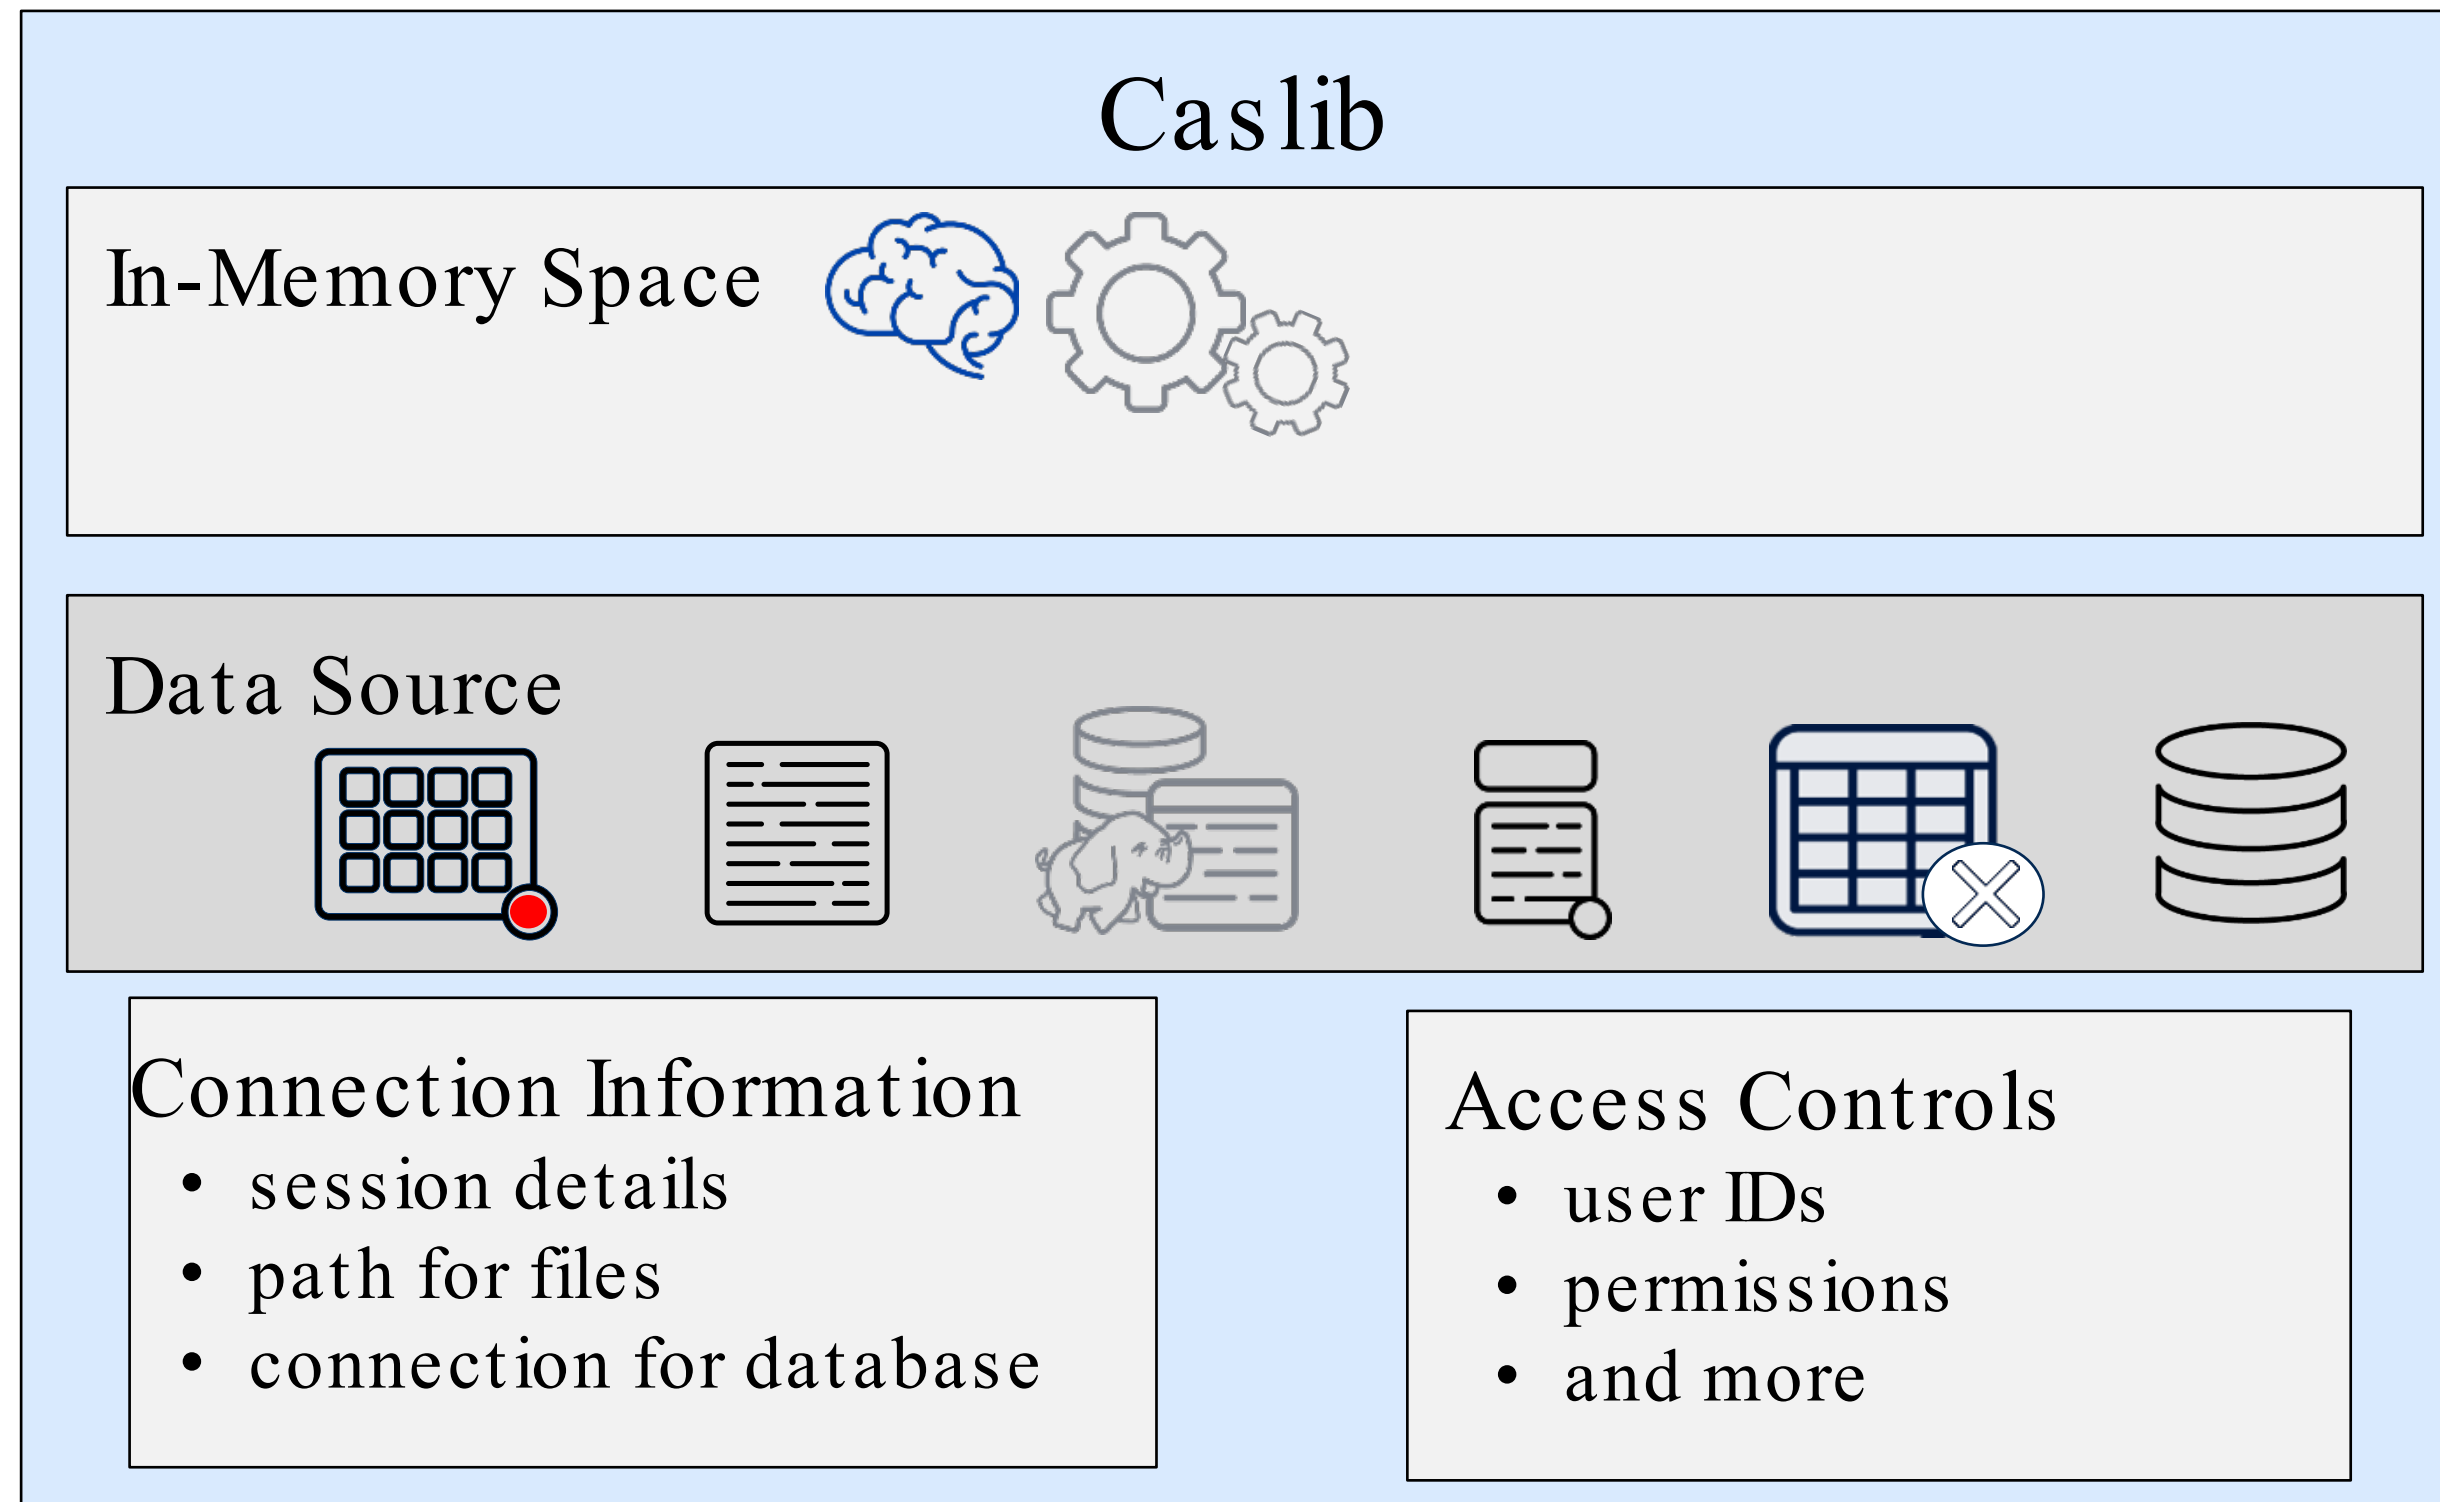 Caslib
In-Memory Space
Data Source
Connection Information
• session details
• path for files
• connection for database
Access Controls
• user IDs
• permissions
• and more